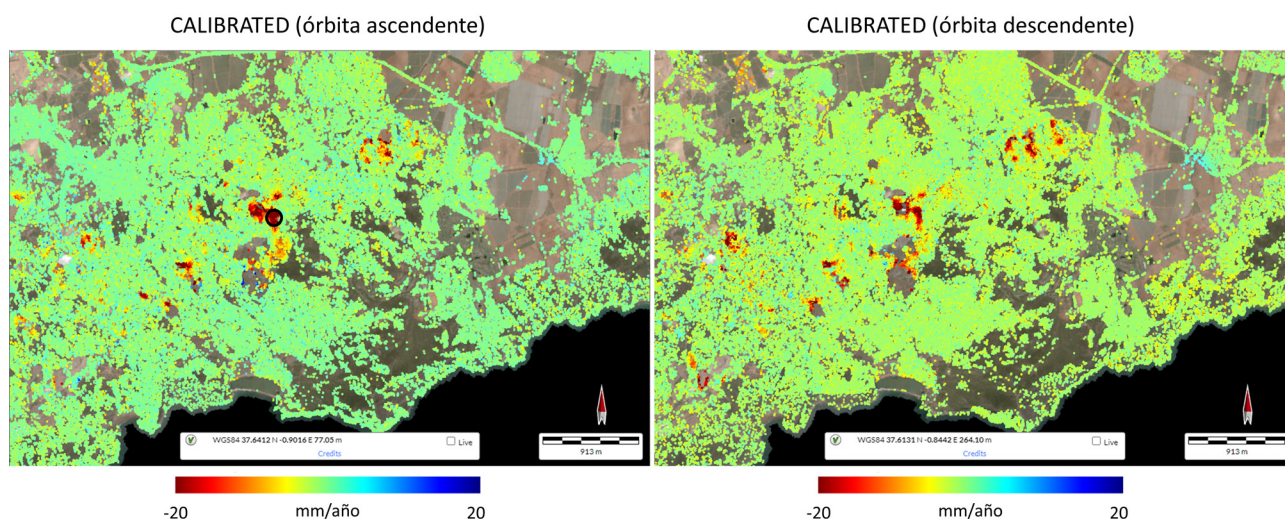 CALIBRATED (órbita ascendente)
CALIBRATED (órbita descendente)
WGS84 37.6412 N -0.9016 E 77.05 m
Live
Credits
913 m
WGS84 37.6131 N -0.8442 E 264.10 m
Live
Credits
913 m
-20 mm/año 20
-20 mm/año 20